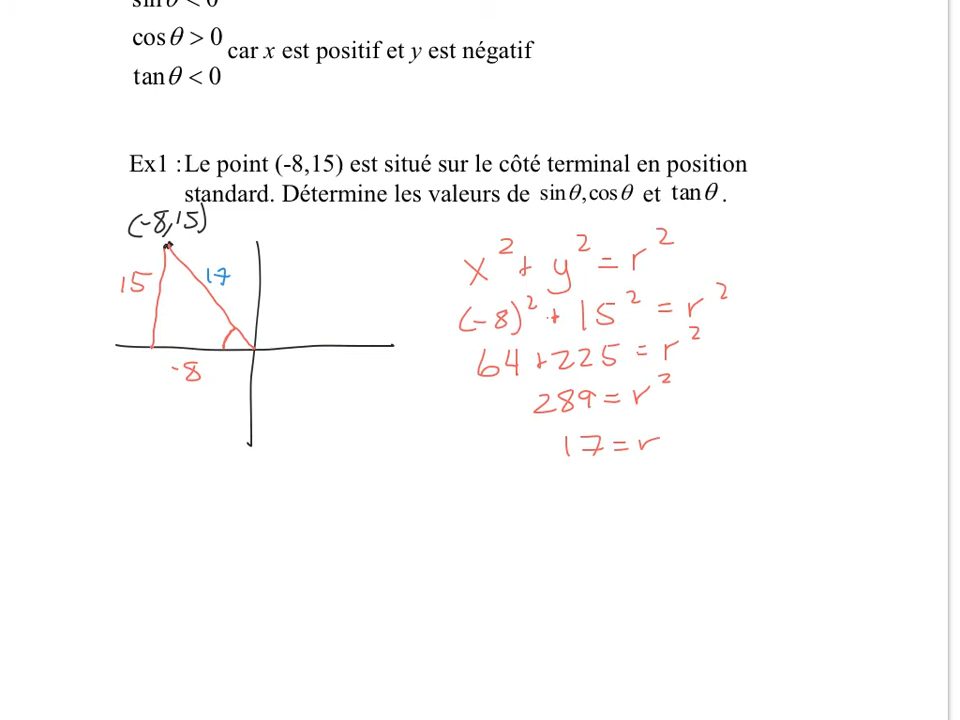 sin θ < 0
cos θ > 0
car x est positif et y est négatif
tan θ < 0
Ex1 : Le point (-8,15) est situé sur le côté terminal en position
standard. Détermine les valeurs de sin θ, cos θ et tan θ .
(-8,15)
15
17
-8
x² + y² = r²
(-8)² + 15² = r²
64 + 225 = r²
289 = r²
17 = r